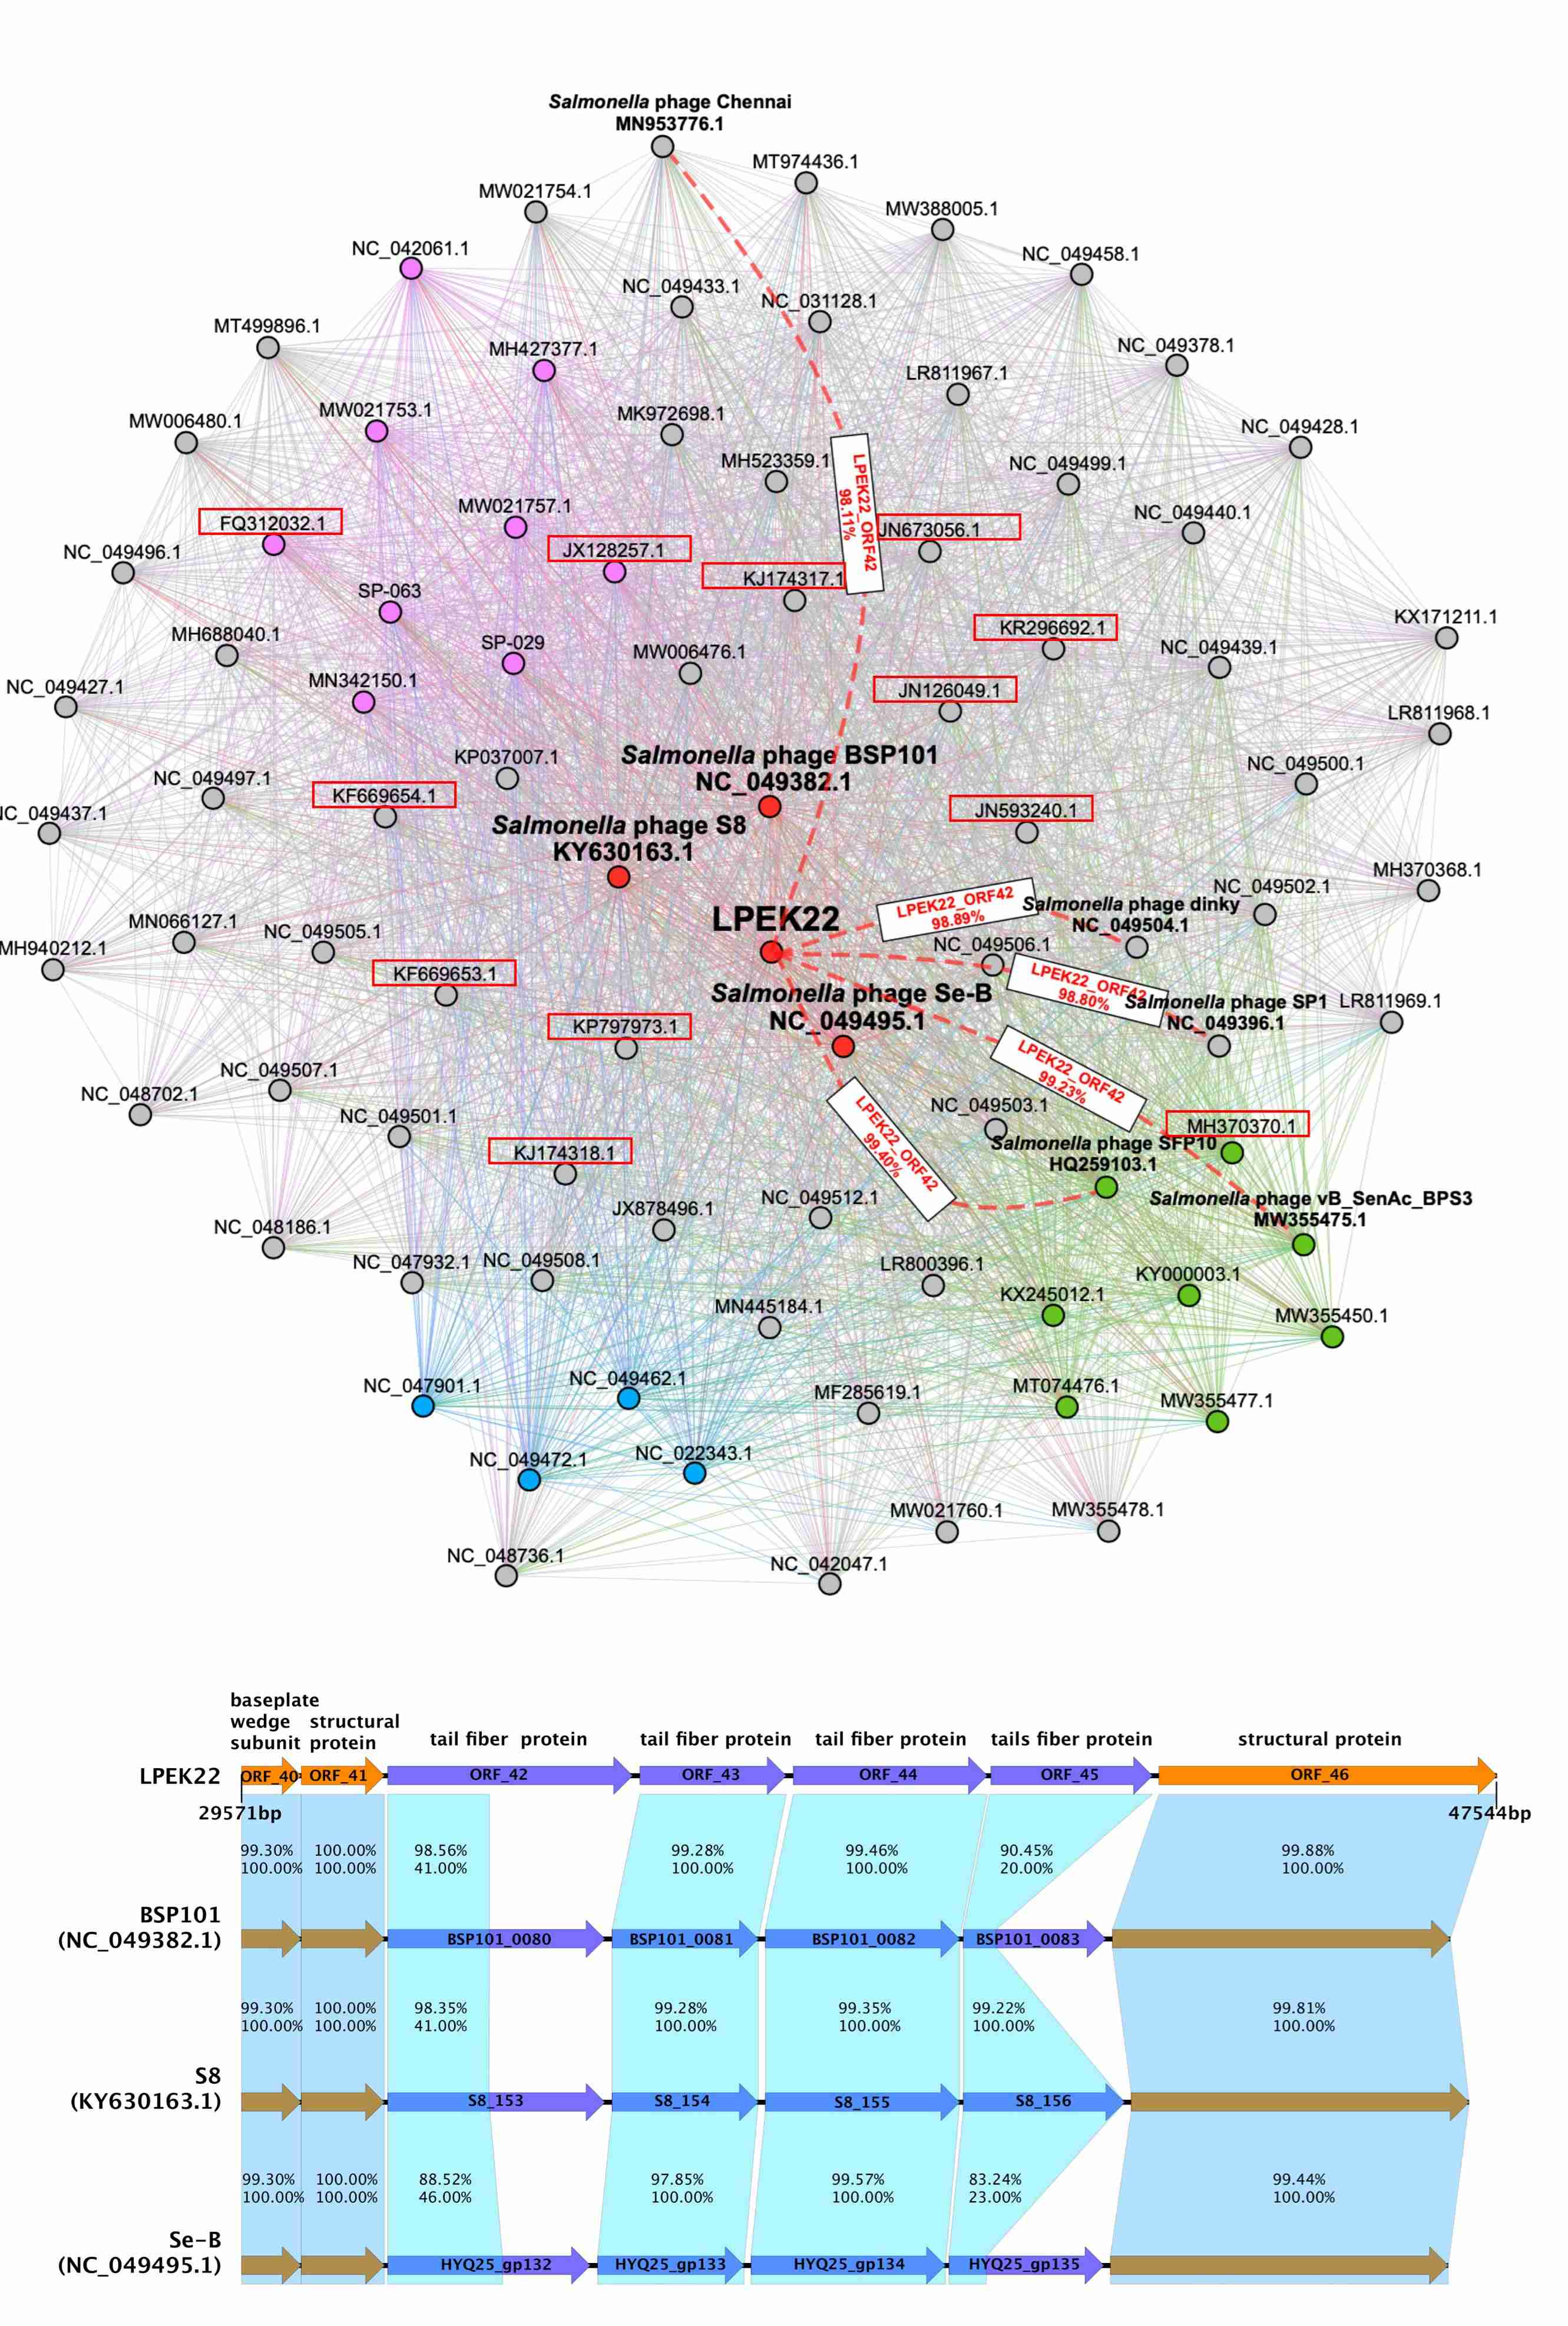 Salmonella phage Chennai
MN953776.1
MT974436.1
MW021754.1
MW388005.1
NC_042061.1
NC_049458.1
NC_049433.1
NC_031128.1
MT499896.1
MH427377.1
NC_049378.1
LR811967.1
MW021753.1
MK972698.1
MW006480.1
NC_049428.1
MH523359.1
NC_049499.1
LPEK22_ORF42
98.11%
MW021757.1
NC_049440.1
FQ312032.1
JN673056.1
NC_049496.1
JX128257.1
KJ174317.1
SP-063
KX171211.1
KR296692.1
MH688040.1
SP-029
MW006476.1
NC_049439.1
MN342150.1
NC_049427.1
JN126049.1
LR811968.1
Salmonella phage BSP101
NC_049382.1
KP037007.1
NC_049500.1
NC_049497.1
KF669654.1
NC_049437.1
JN593240.1
Salmonella phage S8
KY630163.1
MH370368.1
NC_049502.1
LPEK22_ORF42
98.89%
Salmonella phage dinky
NC_049504.1
LPEK22
MN066127.1
NC_049505.1
MH940212.1
NC_049506.1
KF669653.1
LPEK22_ORF42
98.80%
Salmonella phage Se-B
NC_049495.1
Salmonella phage SP1
NC_049396.1
LR811969.1
KP797973.1
LPEK22_ORF42
99.23%
NC_049507.1
NC_048702.1
NC_049501.1
NC_049503.1
MH370370.1
LPEK22_ORF42
99.40%
Salmonella phage SFP10
HQ259103.1
KJ174318.1
Salmonella phage vB_SenAc_BPS3
MW355475.1
NC_049512.1
JX878496.1
NC_048186.1
NC_047932.1
NC_049508.1
LR800396.1
KY000003.1
KX245012.1
MN445184.1
MW355450.1
NC_047901.1
NC_049462.1
MF285619.1
MT074476.1
MW355477.1
NC_049472.1
NC_022343.1
MW021760.1
MW355478.1
NC_048736.1
NC_042047.1
baseplate
wedge structural
subunit protein
tail fiber protein tail fiber protein tail fiber protein tails fiber protein structural protein
LPEK22 ORF_40 ORF_41 ORF_42 ORF_43 ORF_44 ORF_45 ORF_46
29571bp 47544bp
99.30% 100.00% 98.56% 99.28% 99.46% 90.45% 99.88%
100.00% 100.00% 41.00% 100.00% 100.00% 20.00% 100.00%
BSP101
(NC_049382.1) BSP101_0080 BSP101_0081 BSP101_0082 BSP101_0083
99.30% 100.00% 98.35% 99.28% 99.35% 99.22% 99.81%
100.00% 100.00% 41.00% 100.00% 100.00% 100.00% 100.00%
S8
(KY630163.1) S8_153 S8_154 S8_155 S8_156
99.30% 100.00% 88.52% 97.85% 99.57% 83.24% 99.44%
100.00% 100.00% 46.00% 100.00% 100.00% 23.00% 100.00%
Se-B
(NC_049495.1) HYQ25_gp132 HYQ25_gp133 HYQ25_gp134 HYQ25_gp135